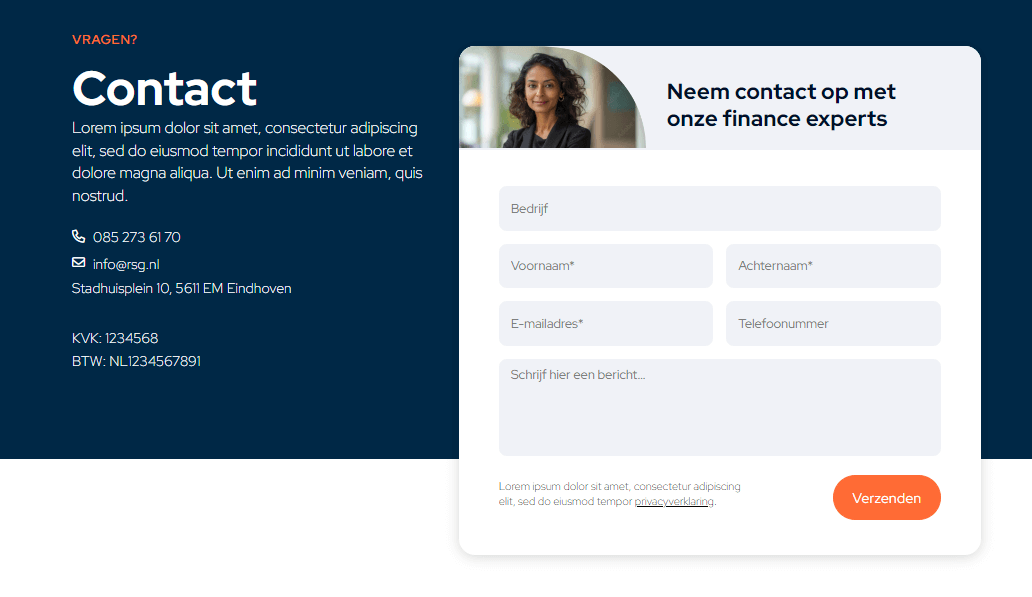 VRAGEN?
Contact
Lorem ipsum dolor sit amet, consectetur adipiscing
elit, sed do eiusmod tempor incididunt ut labore et
dolore magna aliqua. Ut enim ad minim veniam, quis
nostrud.
085 273 61 70
info@rsg.nl
Stadhuisplein 10, 5611 EM Eindhoven
KVK: 1234568
BTW: NL1234567891
Neem contact op met
onze finance experts
Bedrijf
Voornaam*
Achternaam*
E-mailadres*
Telefoonnummer
Schrijf hier een bericht...
Lorem ipsum dolor sit amet, consectetur adipiscing
elit, sed do eiusmod tempor privacyverklaring.
Verzenden